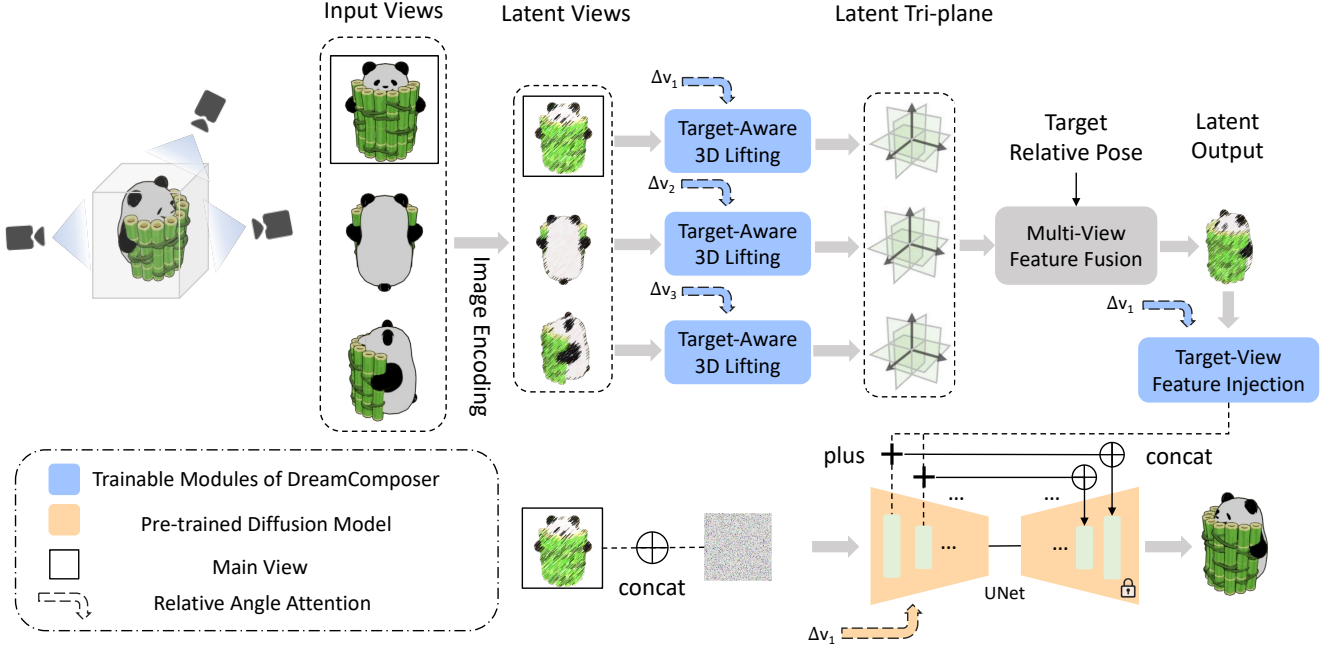 Input Views
Latent Views
Latent Tri-plane
Image Encoding
Δv1
Target-Aware
3D Lifting
Δv2
Target-Aware
3D Lifting
Δv3
Target-Aware
3D Lifting
Target
Relative Pose
Multi-View
Feature Fusion
Latent
Output
Δv1
Target-View
Feature Injection
Trainable Modules of DreamComposer
Pre-trained Diffusion Model
Main View
Relative Angle Attention
concat
plus
concat
...
...
...
...
UNet
Δv1